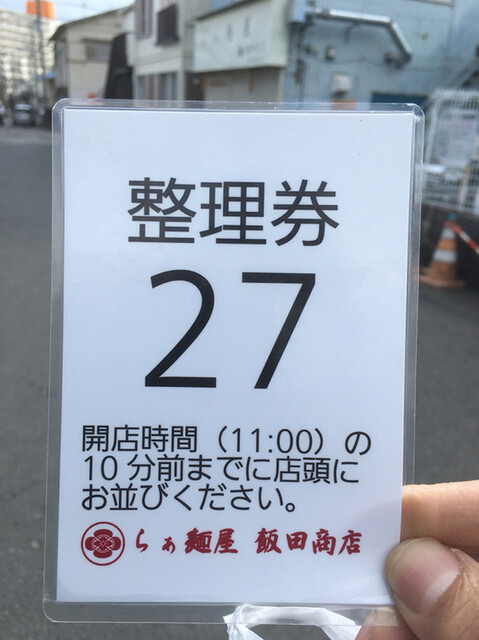 整理券
27
開店時間（11:00）の
10分前までに店頭に
お並びください。
らぁ麺屋 飯田商店